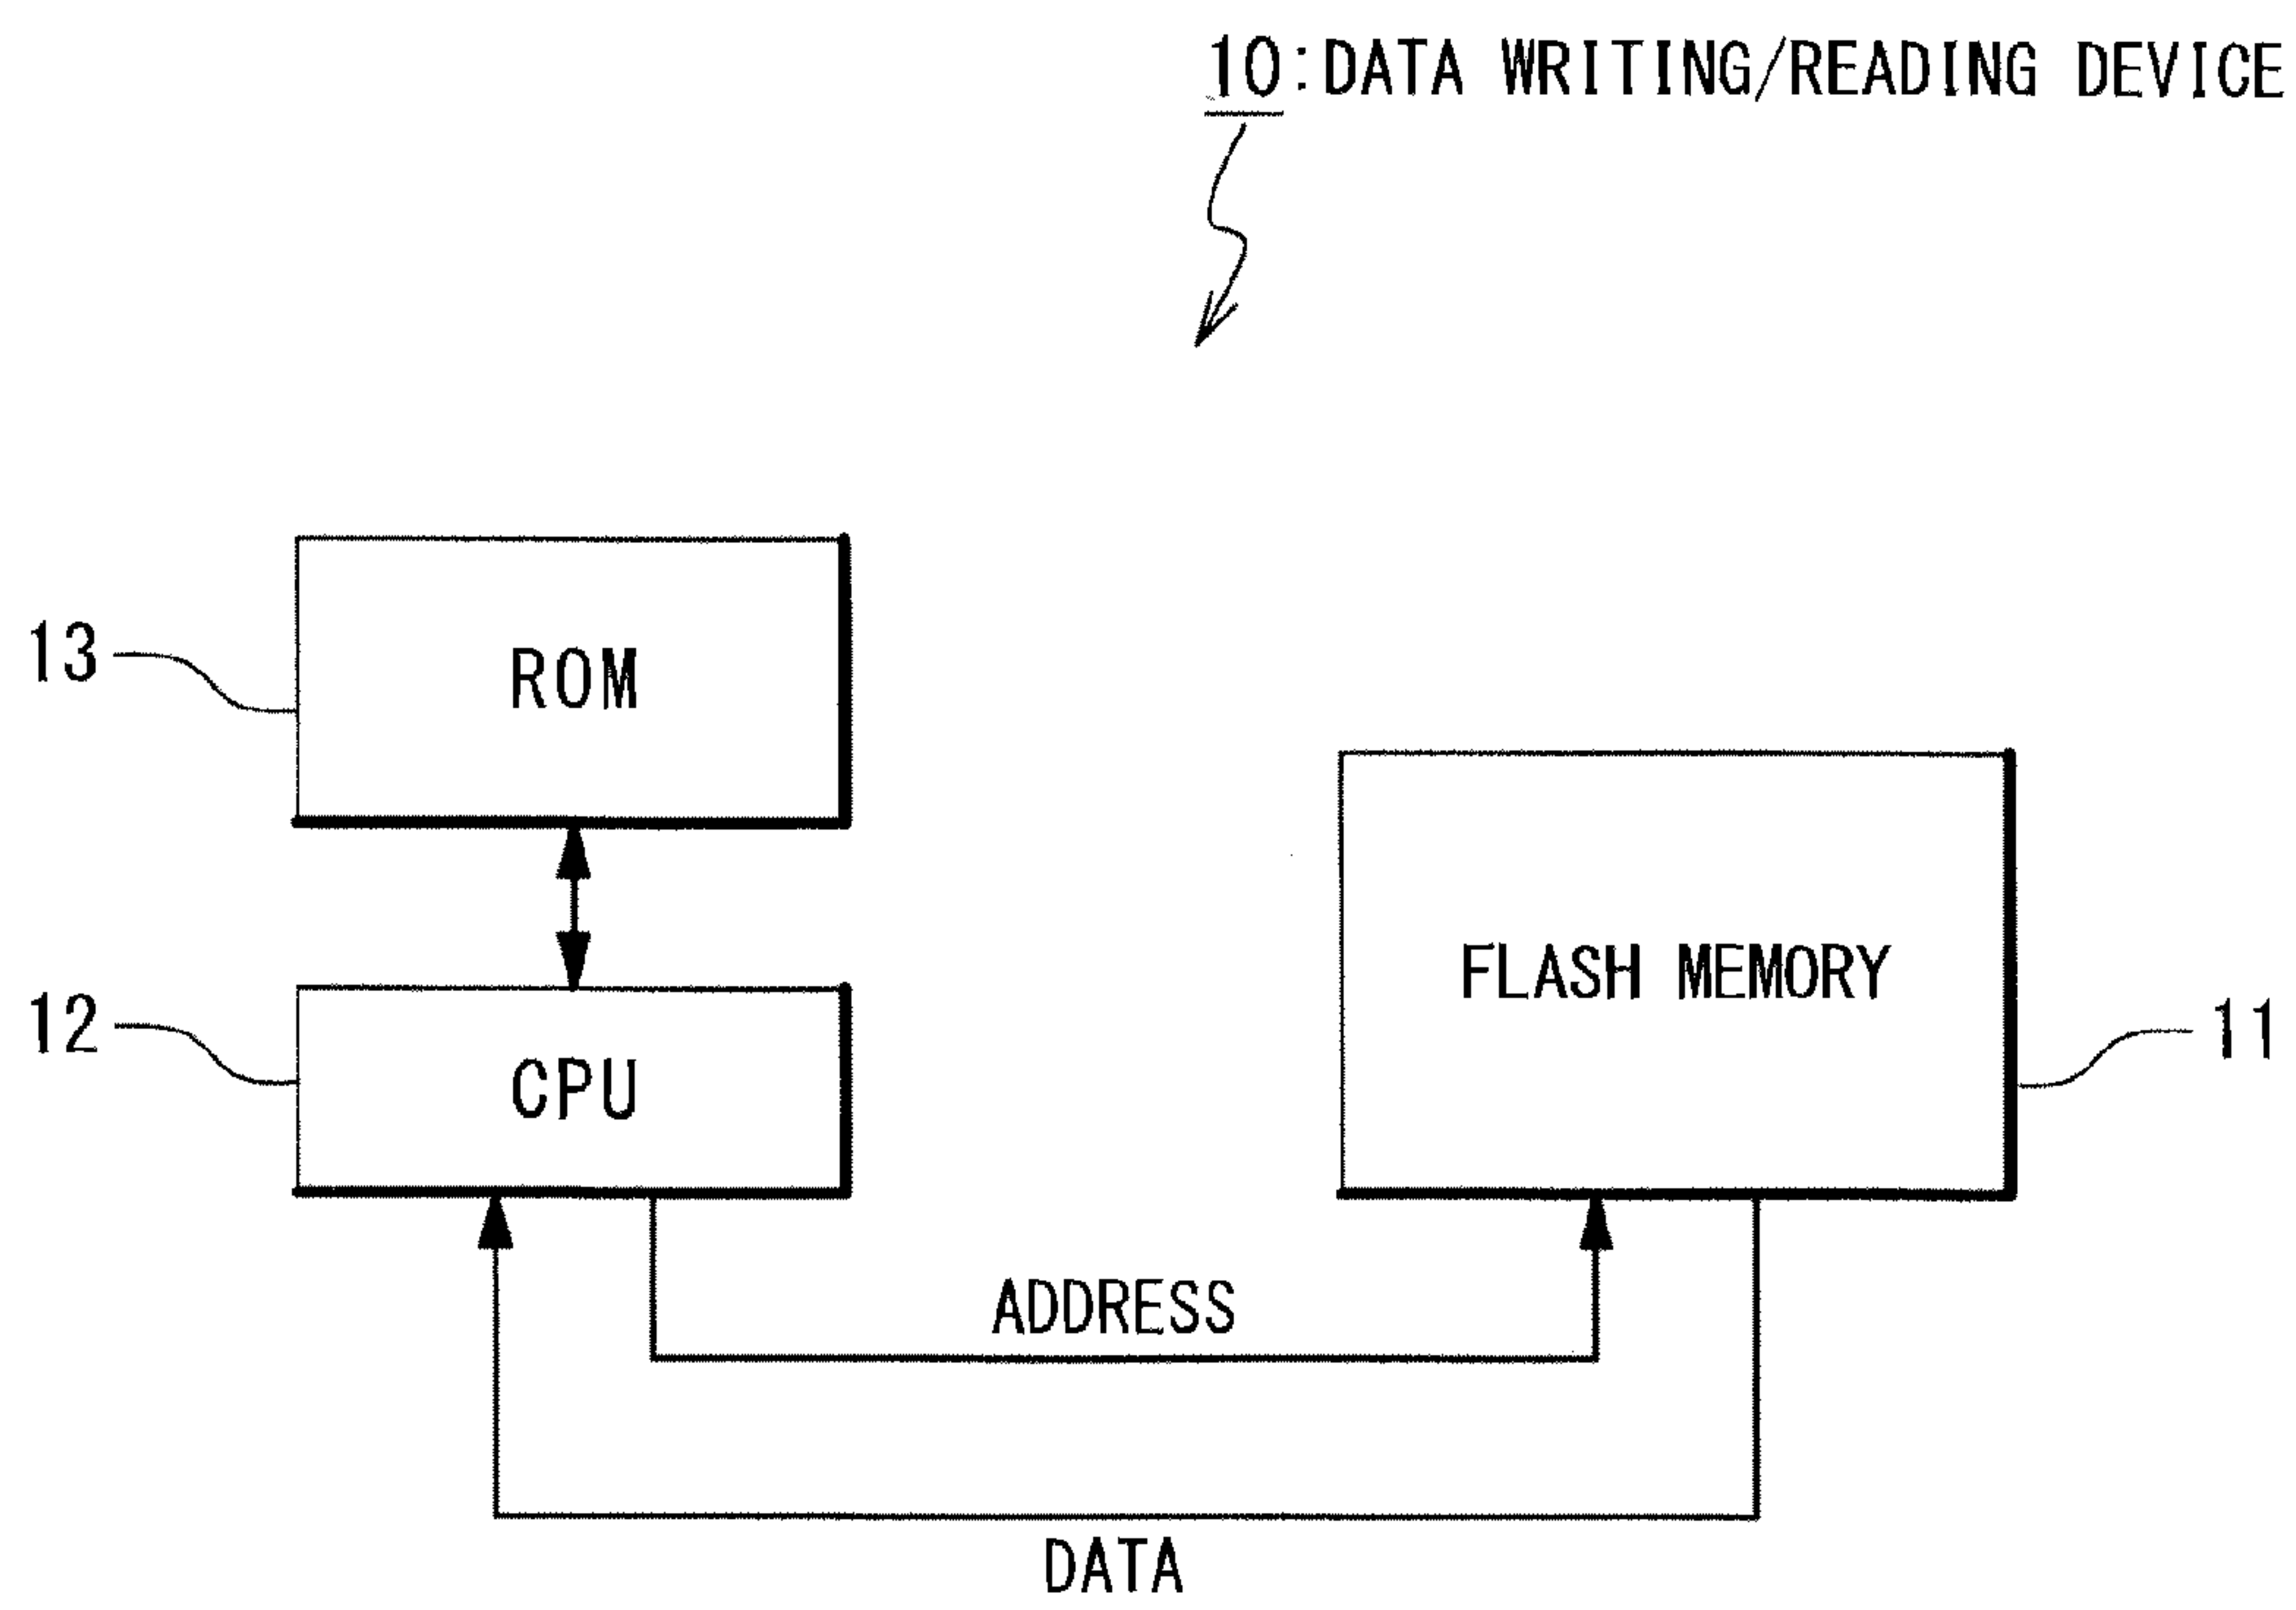 10:DATA WRITING/READING DEVICE
13
ROM
FLASH MEMORY
12
CPU
11
ADDRESS
DATA